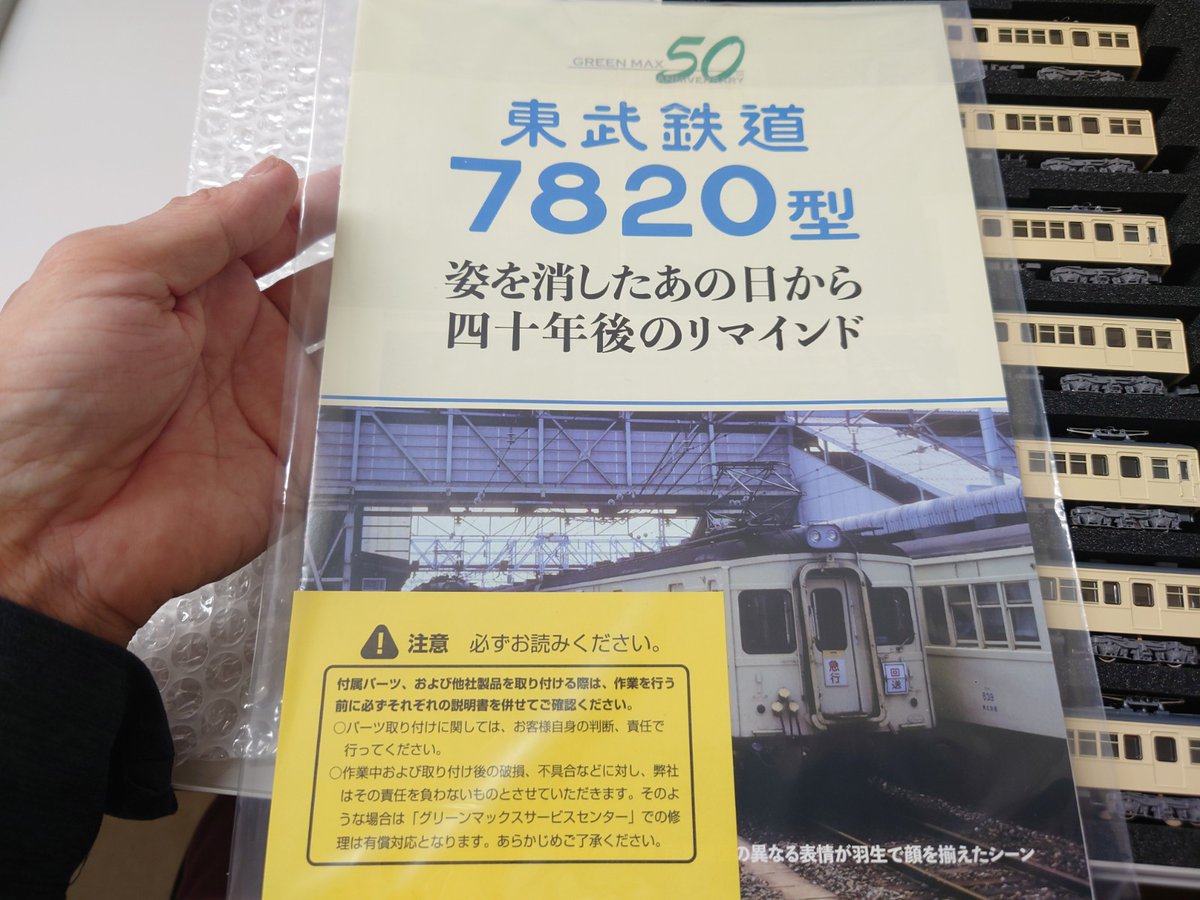 GREEN MAX 50th
ANNIVERSARY
東武鉄道
7820型
姿を消したあの日から
四十年後のリマインド
急行
回送
注意 必ずお読みください。
付属パーツ、および他社製品を取り付ける際は、作業を行う
前に必ずそれぞれの説明書を併せてご確認ください。
○パーツ取り付けに関しては、お客様自身の判断、責任で
行ってください。
○作業中および取り付け後の破損、不具合などに対し、弊社
はその責任を負わないものとさせていただきます。そのよ
うな場合は「グリーンマックスサービスセンター」での修
理は有償対応となります。あらかじめご了承ください。
の異なる表情が羽生で顔を揃えたシーン